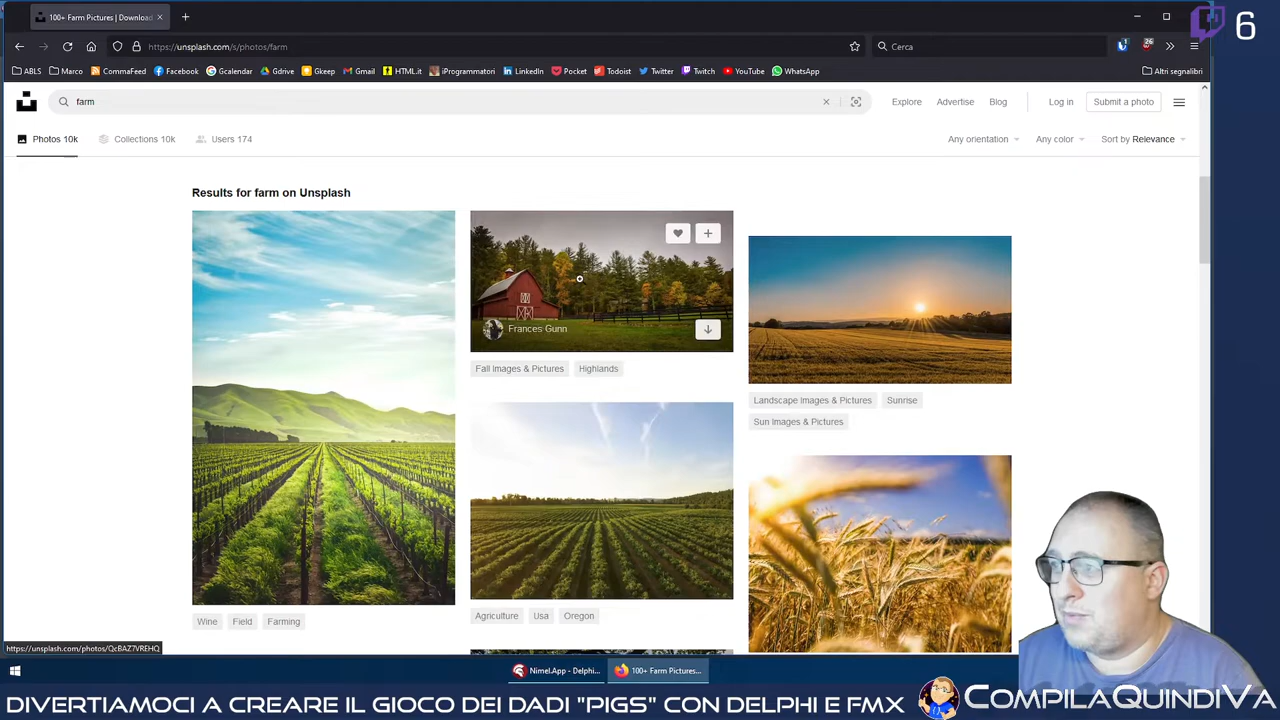 100+ Farm Pictures | Download
6
https://unsplash.com/s/photos/farm
Cerca
26
ABLS Marco CommaFeed Facebook Gcalendar Gdrive Gkeep Gmail HTML.it iProgrammatori LinkedIn Pocket Todoist Twitter Twitch YouTube WhatsApp Altri segnalibri
farm
Explore Advertise Blog Log in Submit a photo
Photos 10k Collections 10k Users 174 Any orientation Any color Sort by Relevance
Results for farm on Unsplash
Frances Gunn
Fall Images & Pictures Highlands
Landscape Images & Pictures Sunrise
Sun Images & Pictures
Agriculture Usa Oregon
Wine Field Farming
https://unsplash.com/photos/QcBAZ7VREHQ
Nimel.App - Delphi... 100+ Farm Pictures...
DIVERTIAMOCI A CREARE IL GIOCO DEI DADI "PIGS" CON DELPHI E FMX
COMPILAQUINDIVA